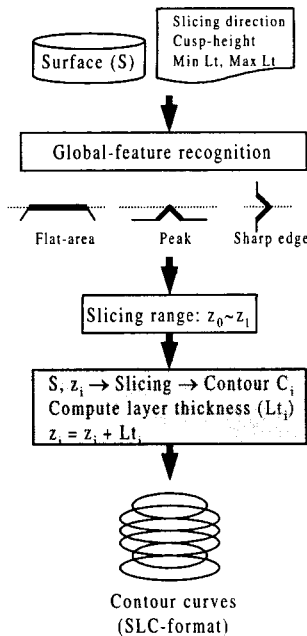 Surface (S)
Slicing direction
Cusp-height
Min Lt, Max Lt
Global-feature recognition
Flat-area
Peak
Sharp edge
Slicing range: z₀~z₁
S, zᵢ → Slicing → Contour Cᵢ
Compute layer thickness (Ltᵢ)
zᵢ = zᵢ + Ltᵢ
Contour curves
(SLC-format)